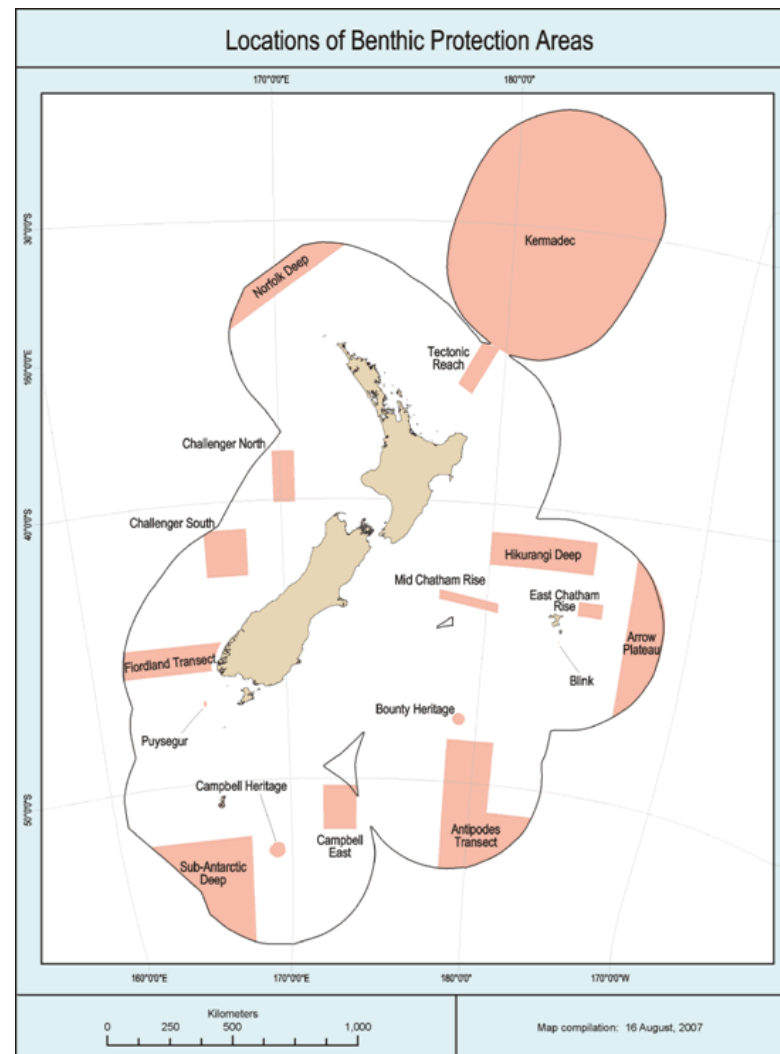 Locations of Benthic Protection Areas
170°0'0"E
180°0'0"
30°0'0"S
Kermadec
Norfolk Deep
Tectonic
Reach
Challenger North
40°0'0"S
Challenger South
Hikurangi Deep
Mid Chatham Rise
East Chatham
Rise
Arrow
Plateau
Fiordland Transect
Blink
Bounty Heritage
Puysegur
Campbell Heritage
50°0'0"S
Campbell
East
Antipodes
Transect
Sub-Antarctic
Deep
160°0'0"E
170°0'0"E
180°0'0"
170°0'0"W
Kilometers
0 250 500 1,000
Map compilation: 16 August, 2007